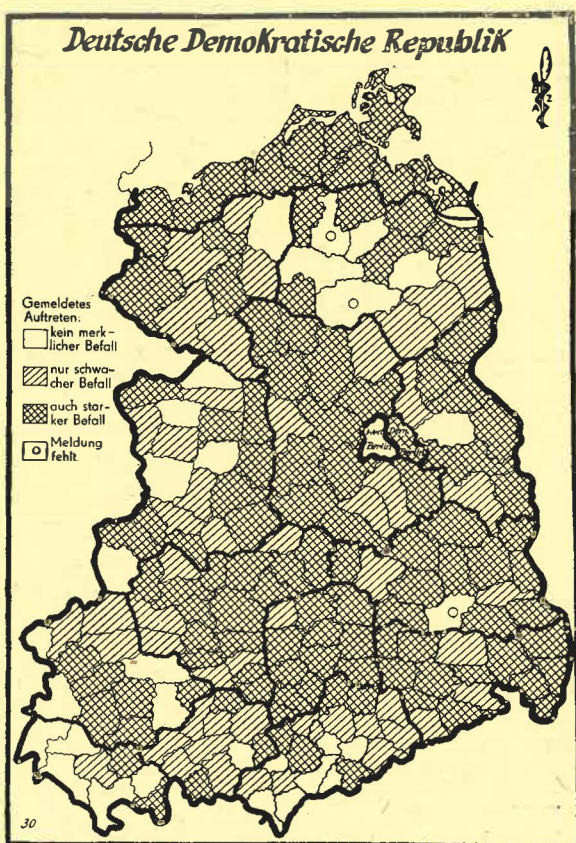 Deutsche Demokratische Republik
Gemeldetes
Auftreten:
kein merk-
licher Befall
nur schwa-
cher Befall
auch star-
ker Befall
Meldung
fehlt.
Berlin
30